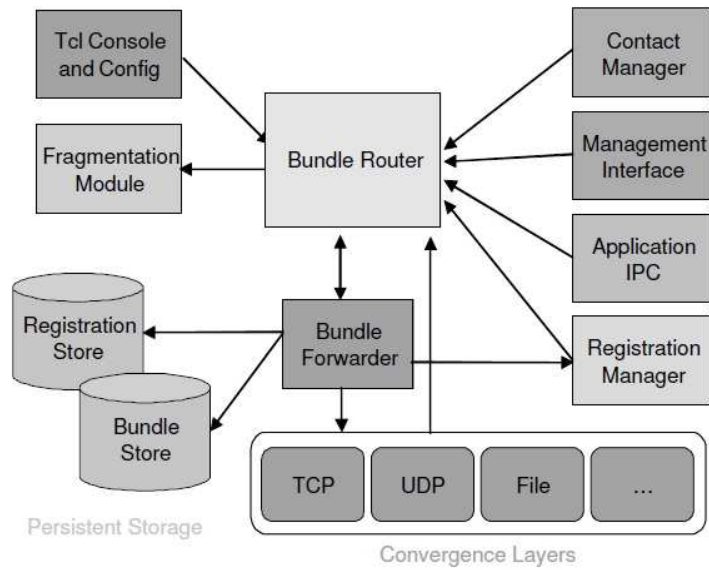 Tcl Console
and Config
Contact
Manager
Bundle Router
Fragmentation
Module
Management
Interface
Application
IPC
Registration
Store
Bundle
Forwarder
Registration
Manager
Bundle
Store
TCP
UDP
File
...
Persistent Storage
Convergence Layers